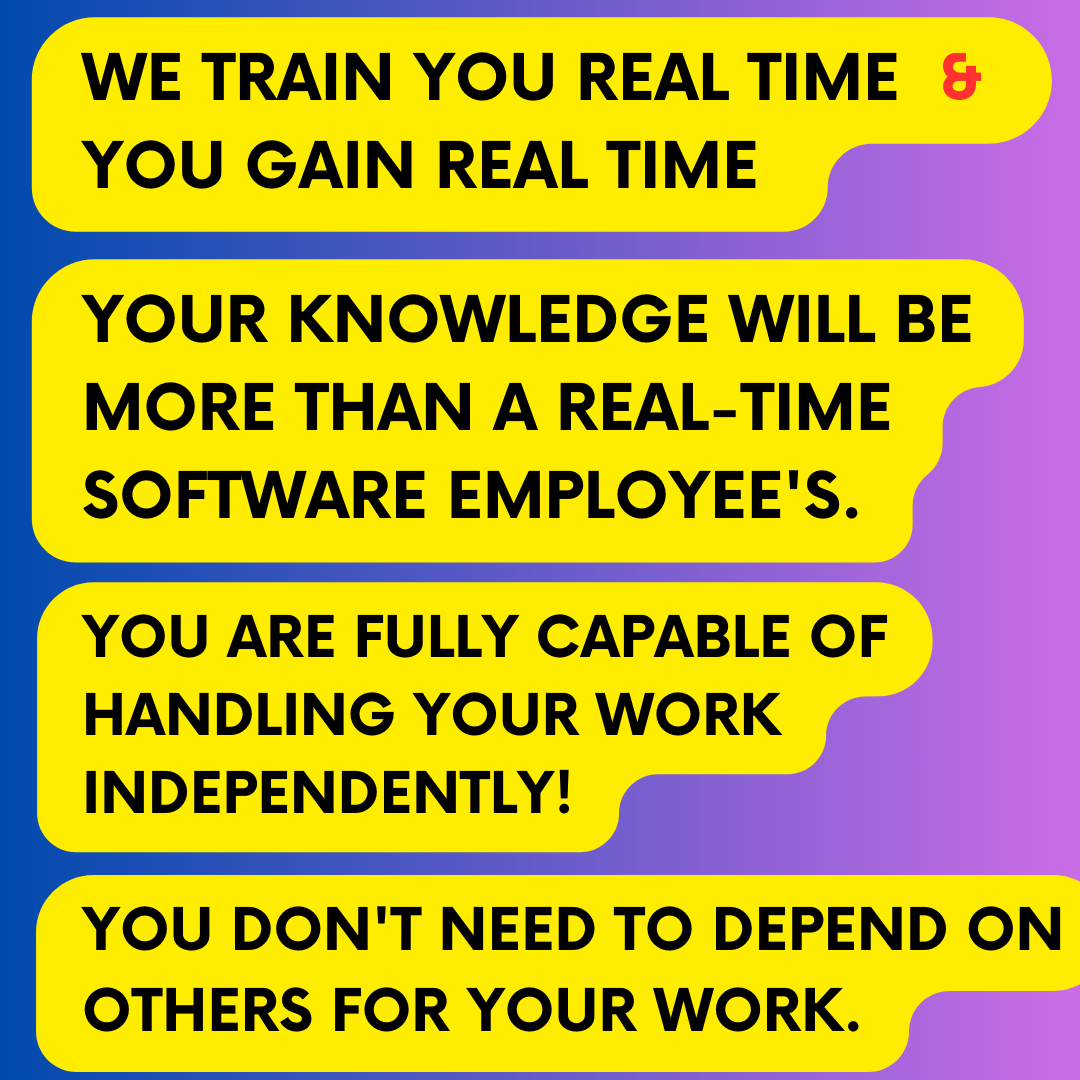 WE TRAIN YOU REAL TIME &
YOU GAIN REAL TIME
YOUR KNOWLEDGE WILL BE
MORE THAN A REAL-TIME
SOFTWARE EMPLOYEE'S.
YOU ARE FULLY CAPABLE OF
HANDLING YOUR WORK
INDEPENDENTLY!
YOU DON'T NEED TO DEPEND ON
OTHERS FOR YOUR WORK.